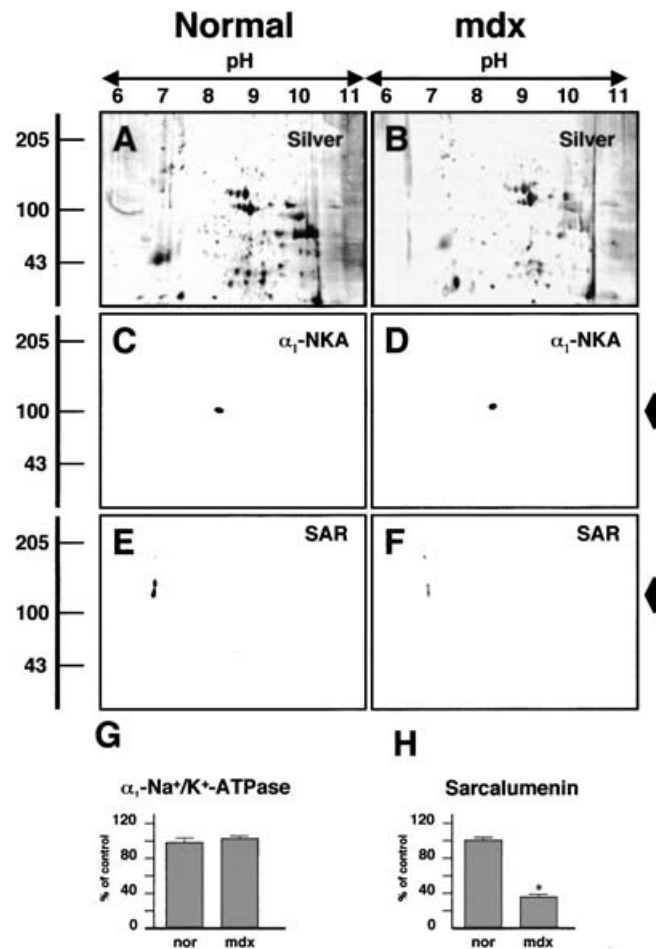 Normal mdx
pH pH
6 7 8 9 10 11 6 7 8 9 10 11
A Silver B Silver
205
100
43
C α₁-NKA D α₁-NKA
205
100
43
E SAR F SAR
205
100
43
G H
α₁-Na⁺/K⁺-ATPase Sarcalumenin
% of control % of control
120 120
80 80
40 40
0 0
*
nor mdx nor mdx